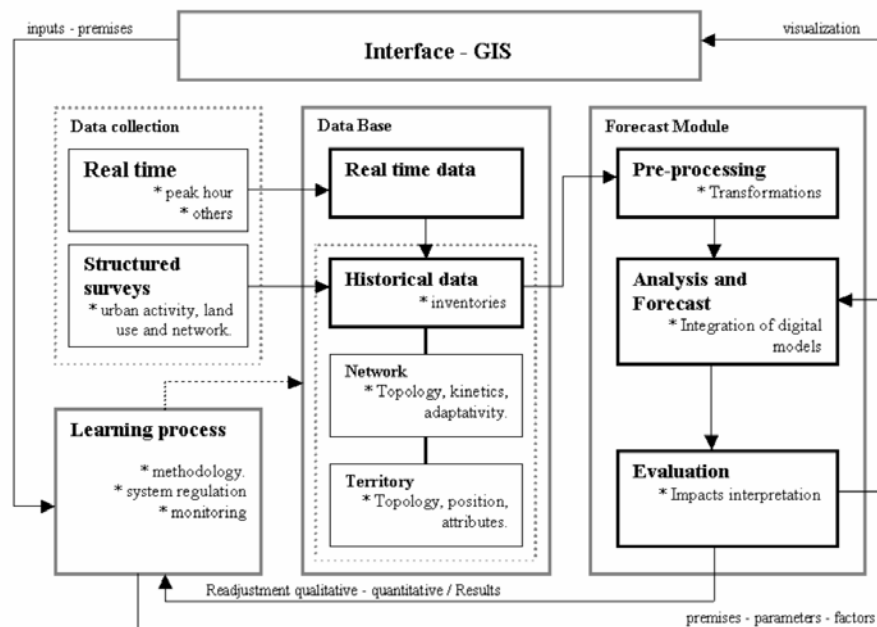 inputs - premises
Interface - GIS
visualization
Data collection
Real time
* peak hour
* others
Structured
surveys
* urban activity, land
use and network.
Learning process
* methodology.
* system regulation
* monitoring
Data Base
Real time data
Historical data
* inventories
Network
* Topology, kinetics,
adaptativity.
Territory
* Topology, position,
attributes.
Forecast Module
Pre-processing
* Transformations
Analysis and
Forecast
* Integration of digital
models
Evaluation
* Impacts interpretation
Readjustment qualitative - quantitative / Results
premises - parameters - factors